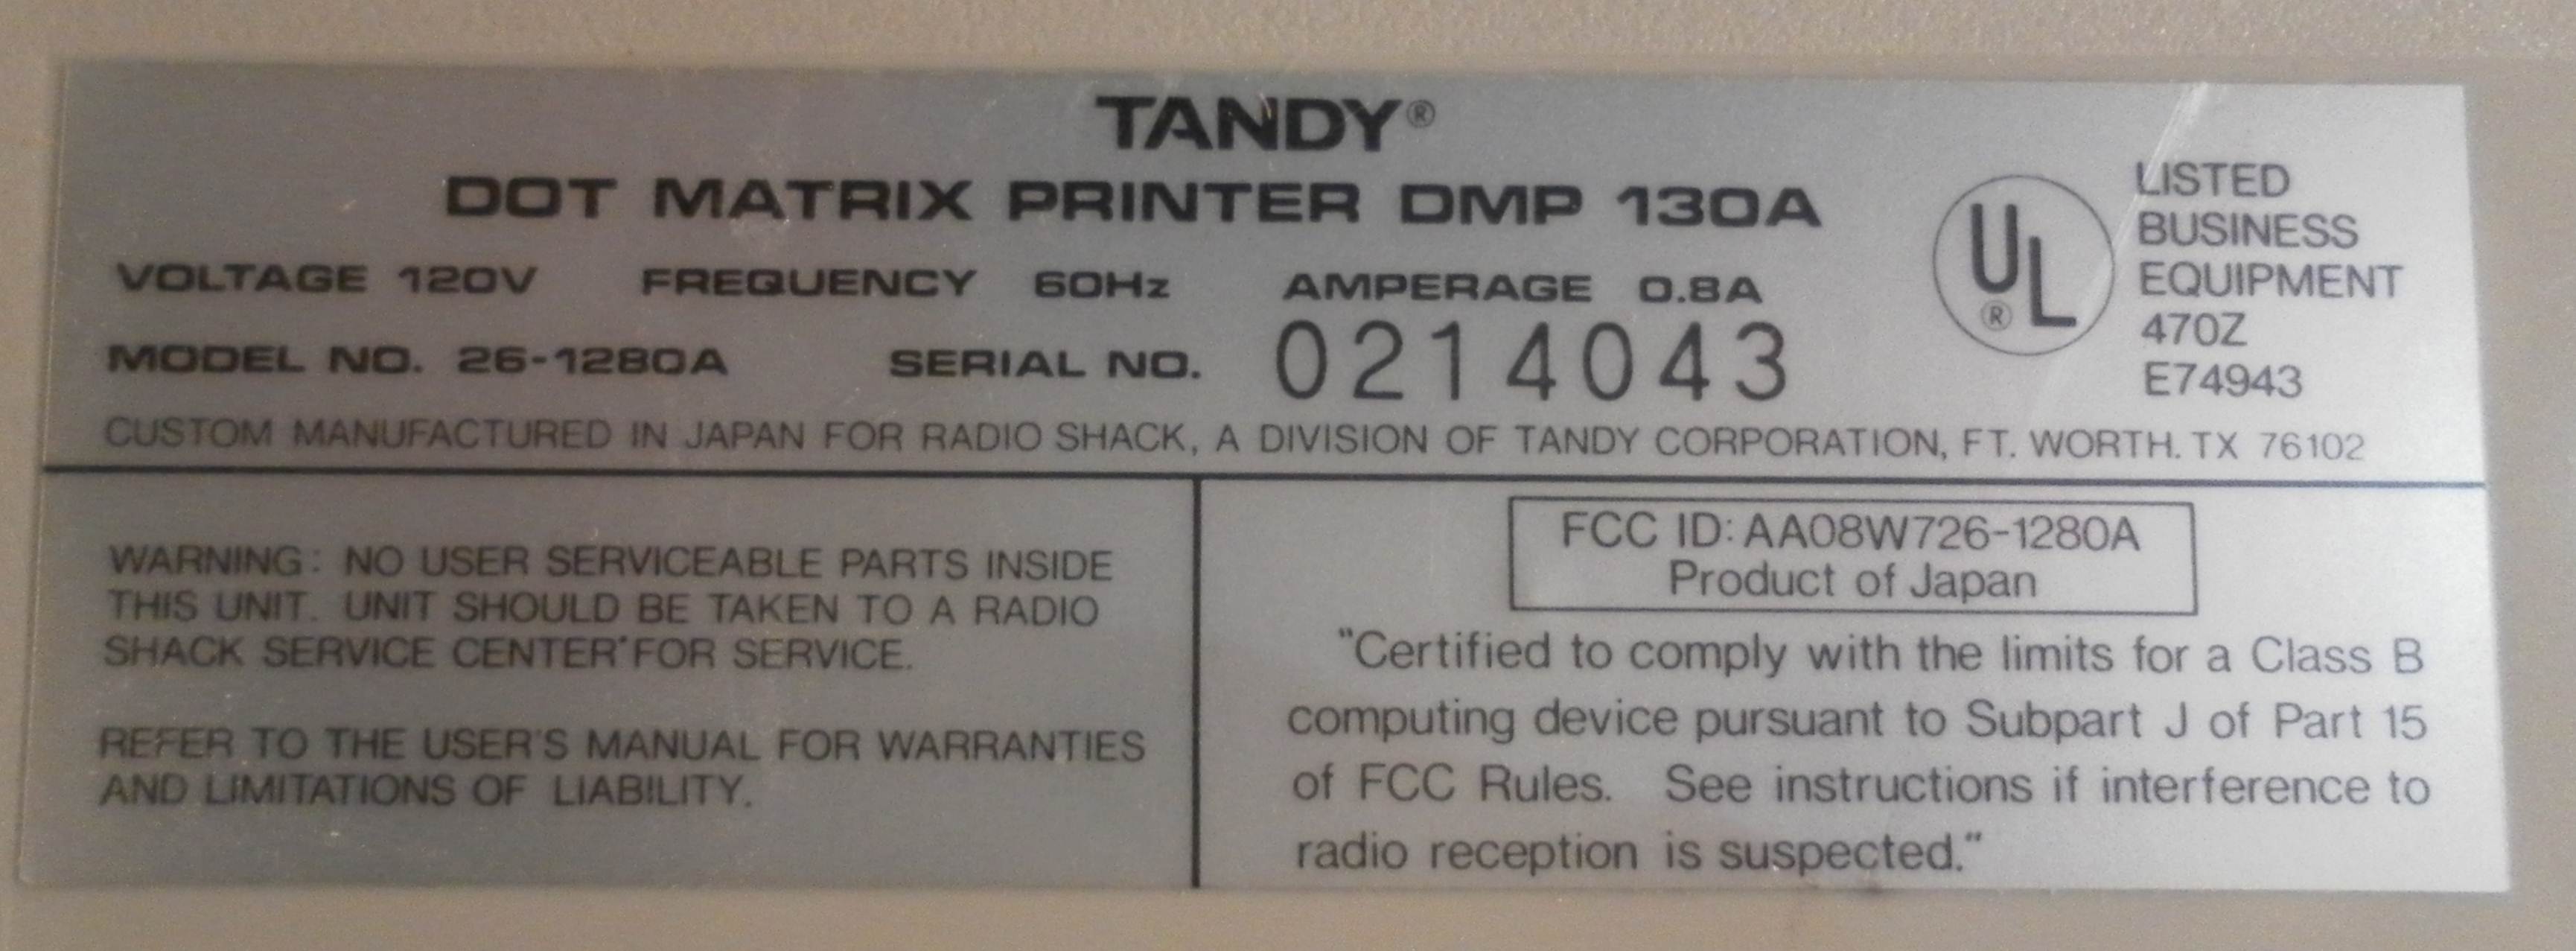 TANDY®
DOT MATRIX PRINTER DMP 130A
VOLTAGE 120V FREQUENCY 60Hz AMPERAGE 0.8A
MODEL NO. 26-1280A SERIAL NO. 0214043
UL®
LISTED
BUSINESS
EQUIPMENT
470Z
E74943
CUSTOM MANUFACTURED IN JAPAN FOR RADIO SHACK, A DIVISION OF TANDY CORPORATION, FT. WORTH. TX 76102
WARNING: NO USER SERVICEABLE PARTS INSIDE
THIS UNIT. UNIT SHOULD BE TAKEN TO A RADIO
SHACK SERVICE CENTER FOR SERVICE.
REFER TO THE USER'S MANUAL FOR WARRANTIES
AND LIMITATIONS OF LIABILITY.
FCC ID: AA08W726-1280A
Product of Japan
"Certified to comply with the limits for a Class B
computing device pursuant to Subpart J of Part 15
of FCC Rules. See instructions if interference to
radio reception is suspected."